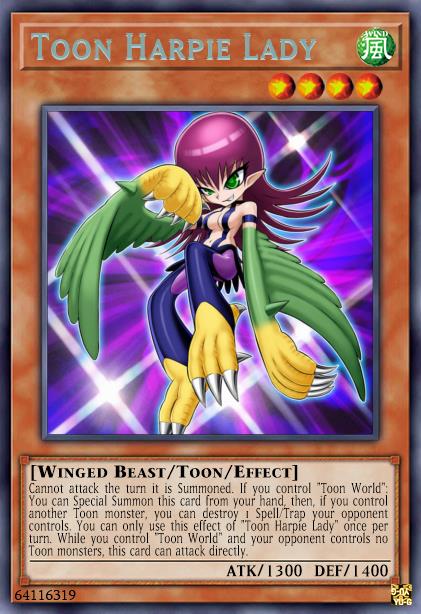 TOON HARPIE LADY
WIND
風
[WINGED BEAST/TOON/EFFECT]
Cannot attack the turn it is Summoned. If you control "Toon World":
You can Special Summon this card from your hand, then, if you control
another Toon monster, you can destroy 1 Spell/Trap your opponent
controls. You can only use this effect of "Toon Harpie Lady" once per
turn. While you control "Toon World" and your opponent controls no
Toon monsters, this card can attack directly.
ATK/1300 DEF/1400
64116319